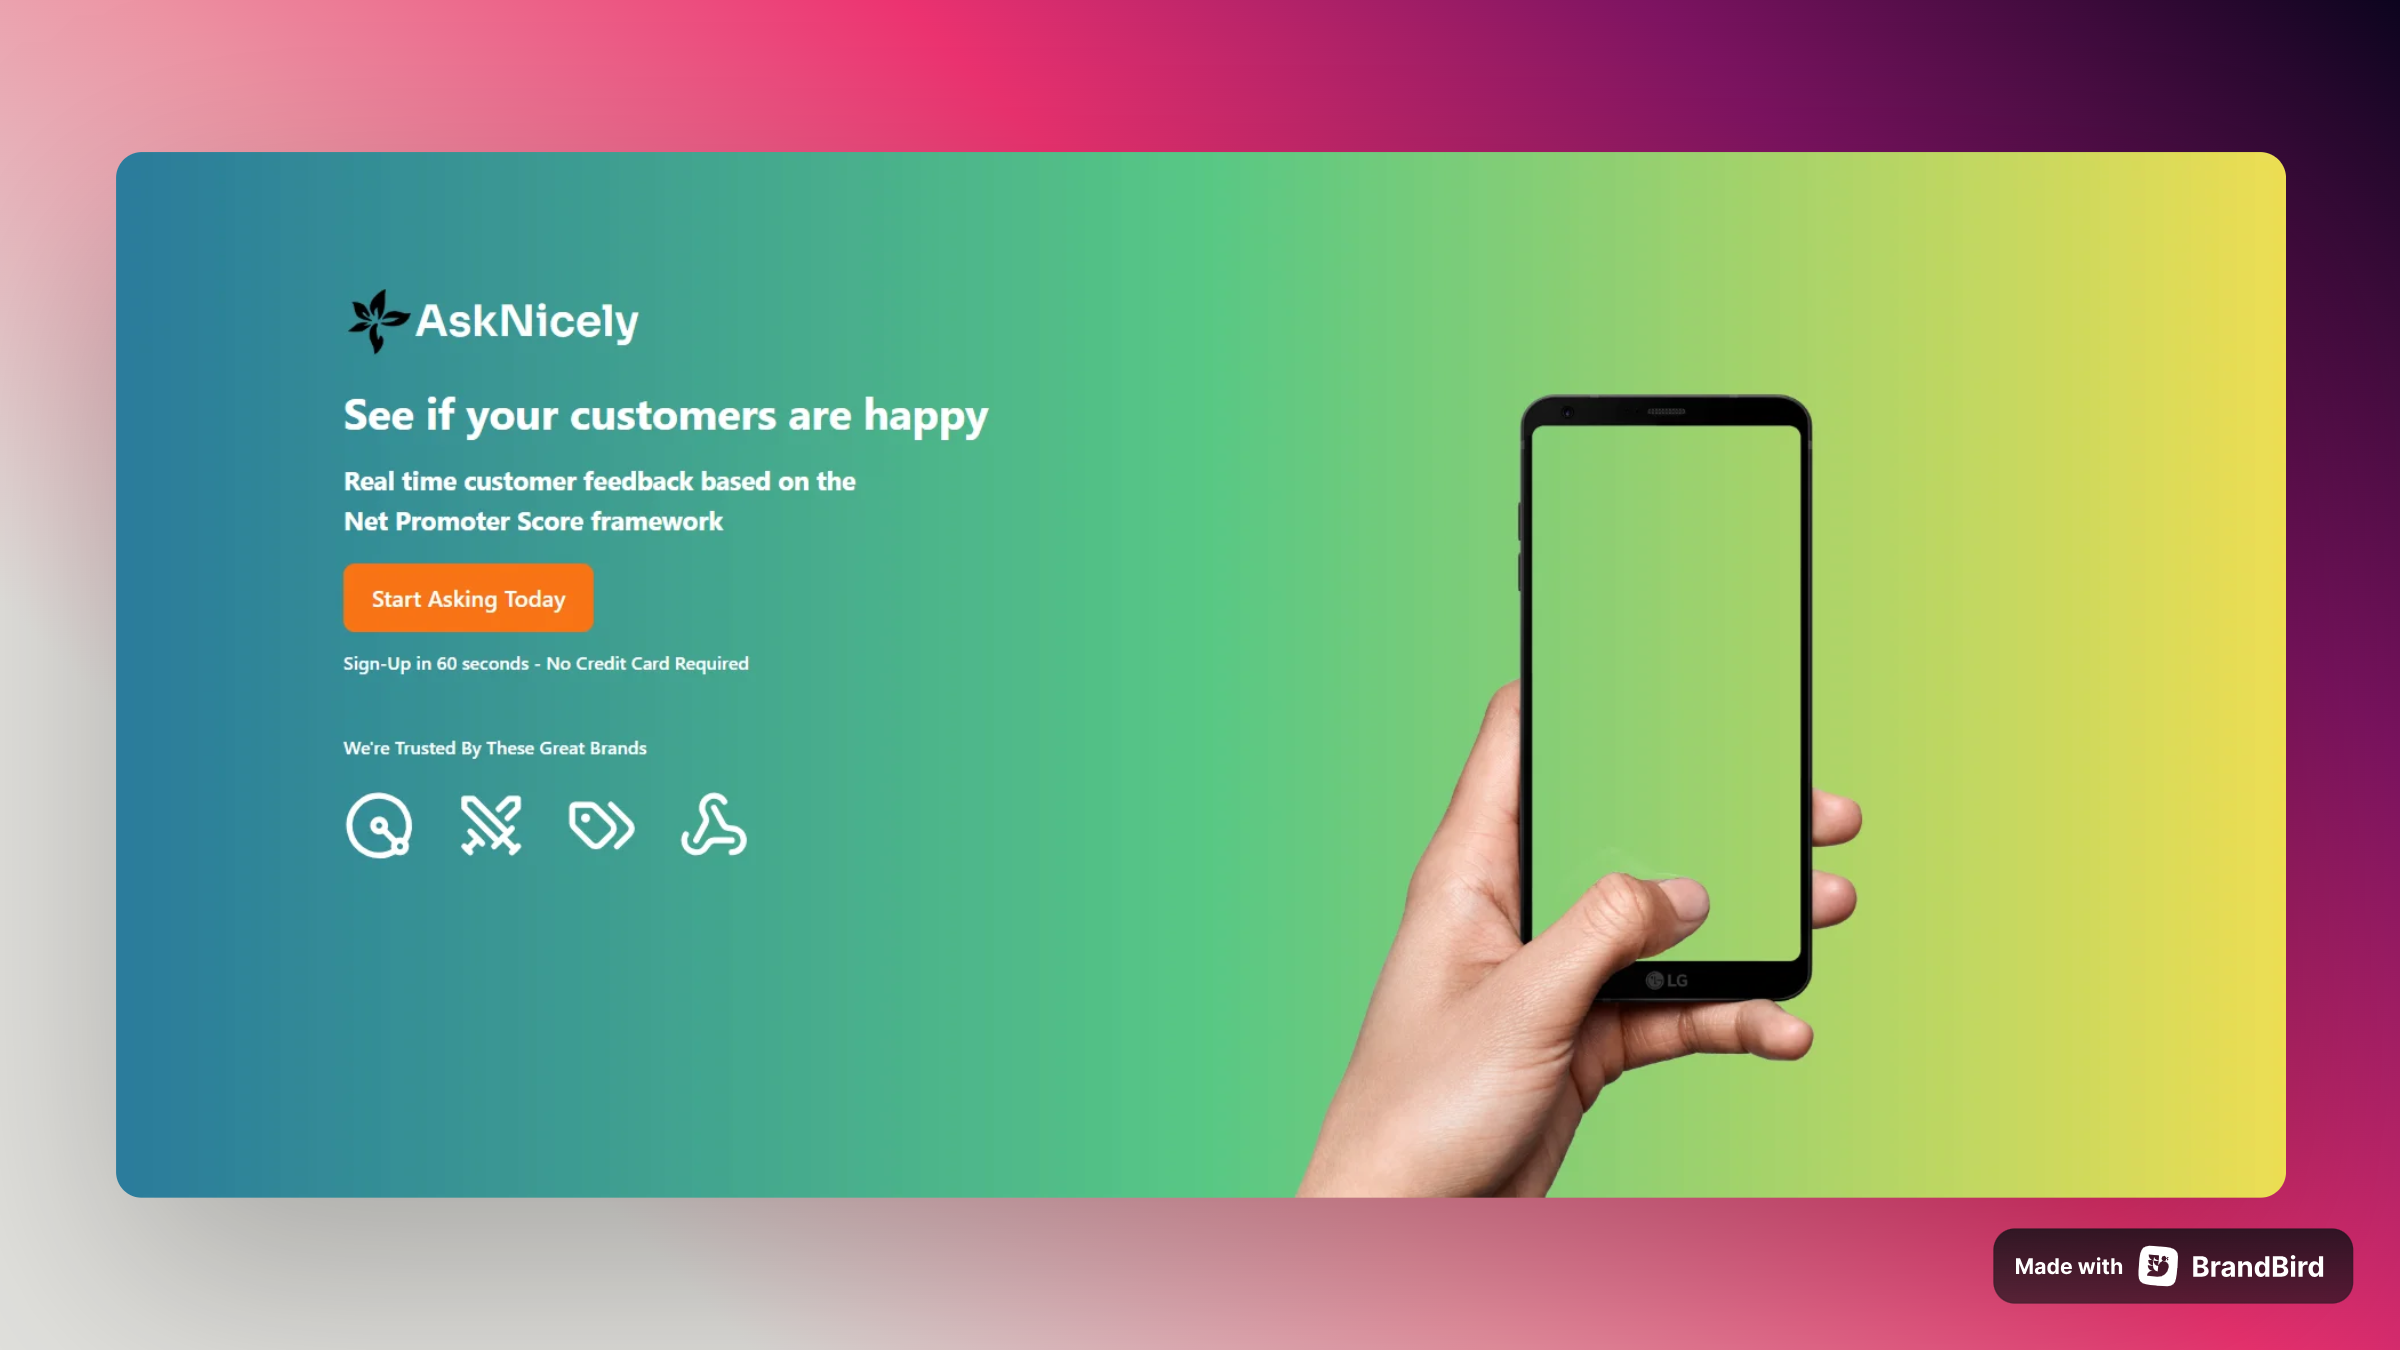 AskNicely
See if your customers are happy
Real time customer feedback based on the
Net Promoter Score framework
Start Asking Today
Sign-Up in 60 seconds - No Credit Card Required
We're Trusted By These Great Brands
LG
Made with BrandBird